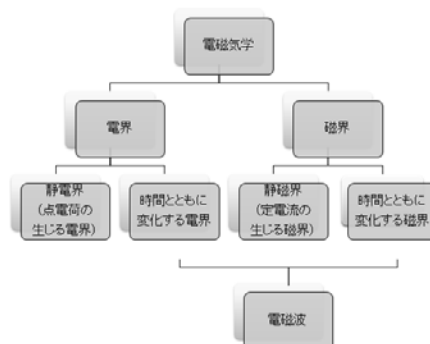 電磁気学
電界
磁界
静電界
(点電荷の
生じる電界)
時間とともに
変化する電界
静磁界
(定電流の
生じる磁界)
時間とともに
変化する磁界
電磁波